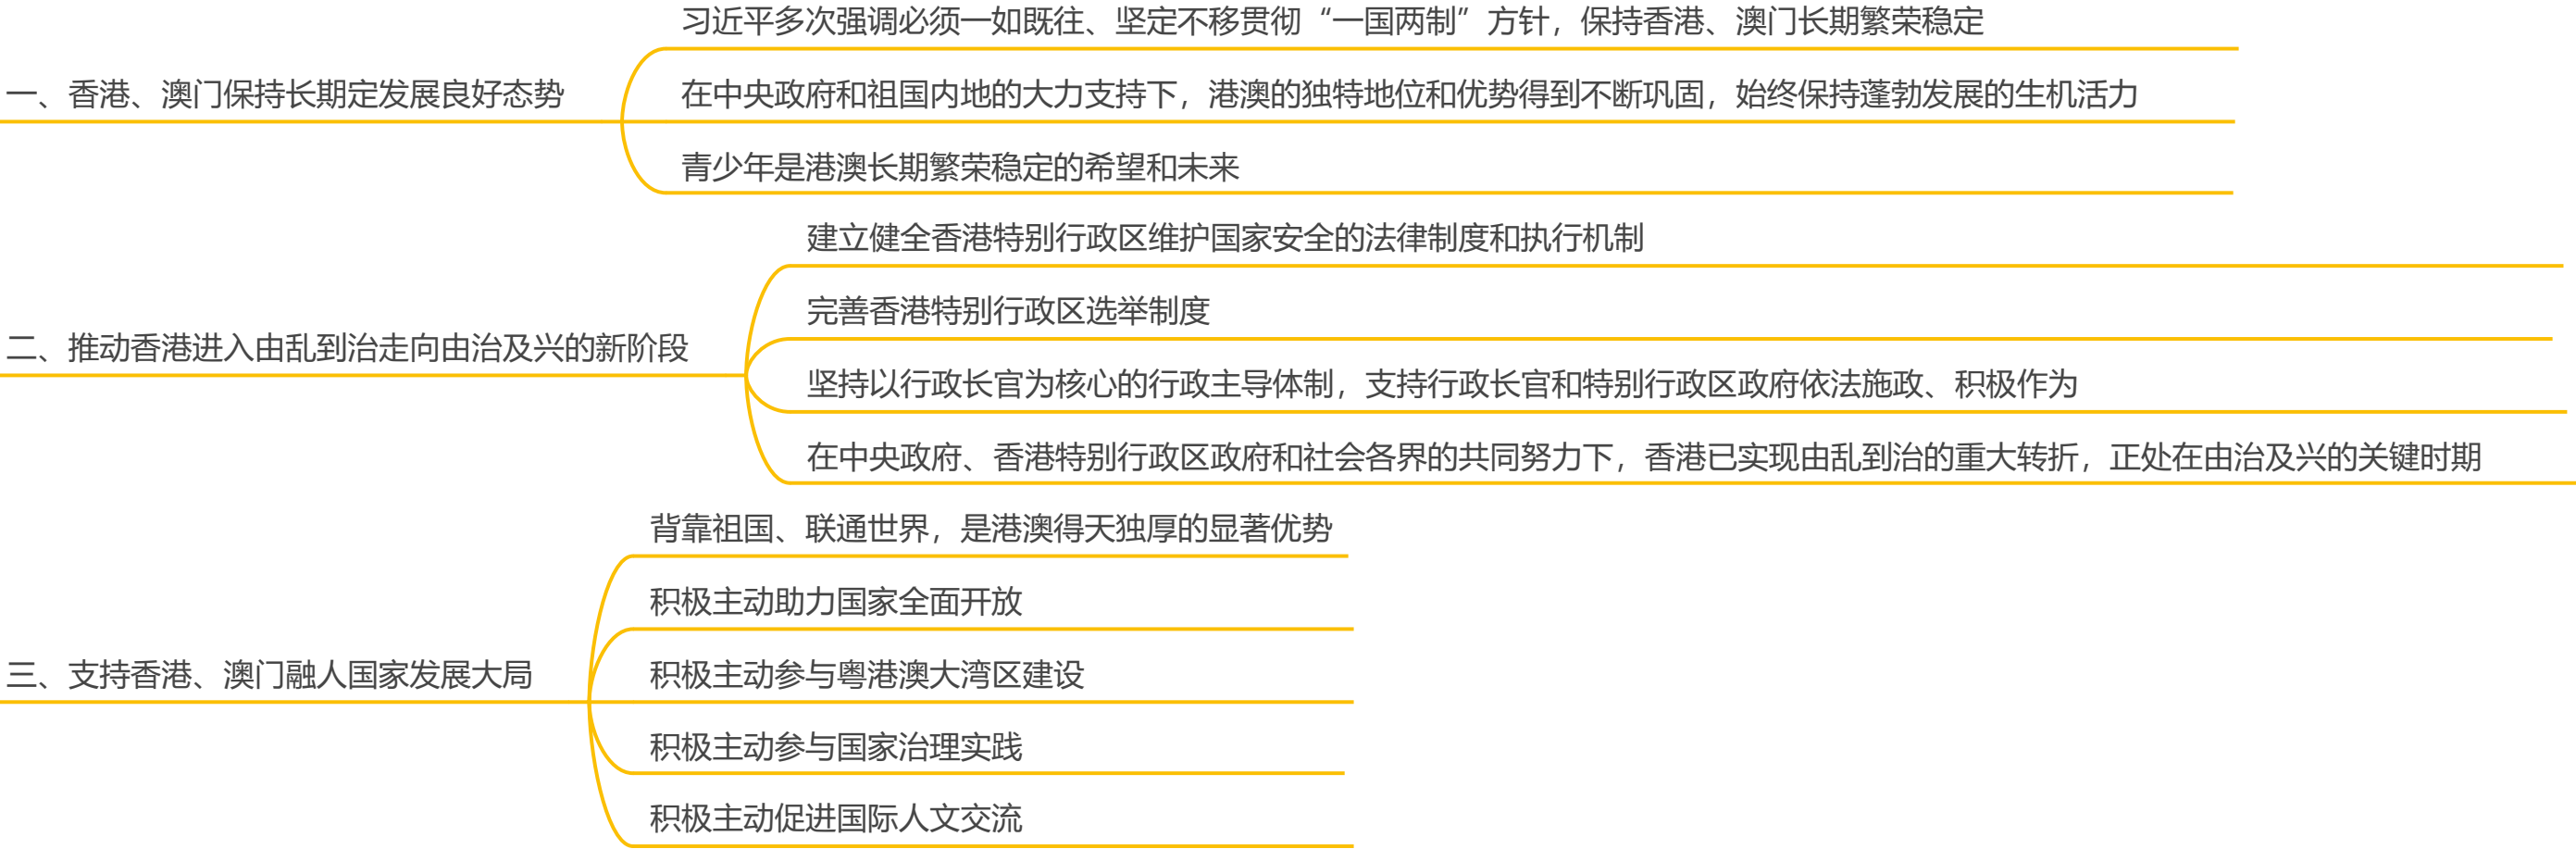 一、香港、澳门保持长期定发展良好态势
习近平多次强调必须一如既往、坚定不移贯彻“一国两制”方针，保持香港、澳门长期繁荣稳定
在中央政府和祖国内地的大力支持下，港澳的独特地位和优势得到不断巩固，始终保持蓬勃发展的生机活力
青少年是港澳长期繁荣稳定的希望和未来
二、推动香港进入由乱到治走向由治及兴的新阶段
建立健全香港特别行政区维护国家安全的法律制度和执行机制
完善香港特别行政区选举制度
坚持以行政长官为核心的行政主导体制，支持行政长官和特别行政区政府依法施政、积极作为
在中央政府、香港特别行政区政府和社会各界的共同努力下，香港已实现由乱到治的重大转折，正处在由治及兴的关键时期
三、支持香港、澳门融人国家发展大局
背靠祖国、联通世界，是港澳得天独厚的显著优势
积极主动助力国家全面开放
积极主动参与粤港澳大湾区建设
积极主动参与国家治理实践
积极主动促进国际人文交流